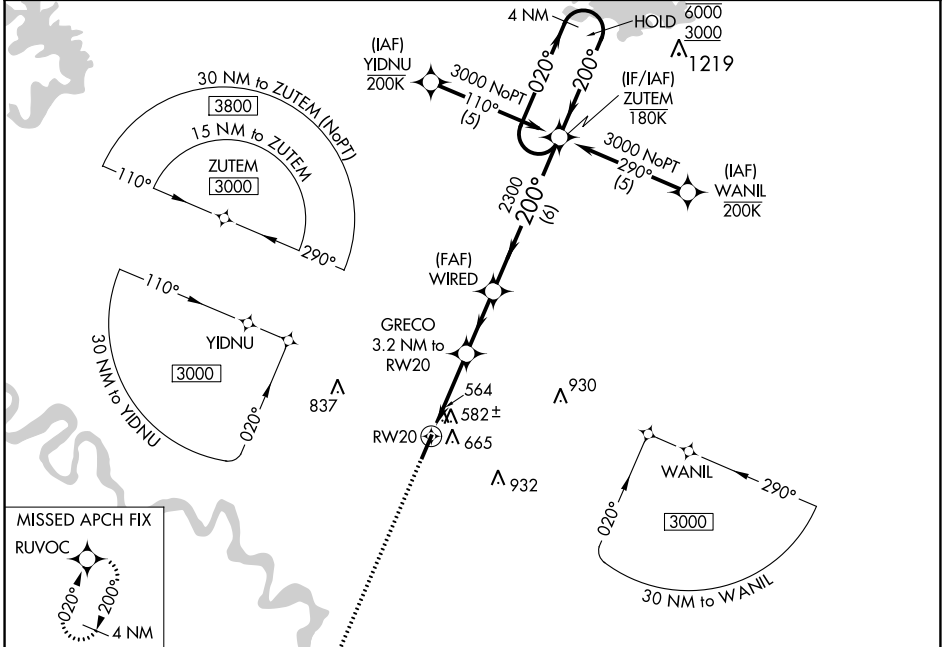 4 NM
HOLD
6000
3000
1219
(IAF)
YIDNU
200K
3000 NoPT
110°
(5)
020°
200°
(IF/IAF)
ZUTEM
180K
3000 NoPT
290°
(5)
(IAF)
WANIL
200K
30 NM to ZUTEM (NoPT)
3800
15 NM to ZUTEM
ZUTEM
3000
110°
290°
2300
200°
(6)
(FAF)
WIRED
GRECO
3.2 NM to
RW20
110°
YIDNU
3000
020°
30 NM to YIDNU
837
930
564
582 ±
RW20
665
932
WANIL
290°
020°
3000
30 NM to WANIL
MISSED APCH FIX
RUVOC
020°
200°
4 NM